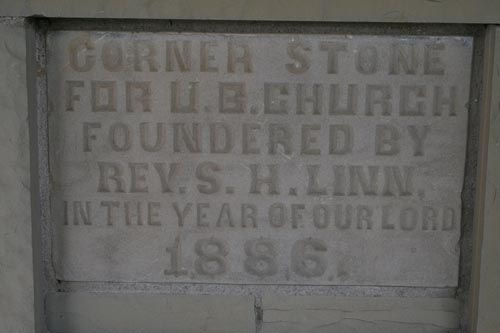 CORNER STONE
FOR U.B. CHURCH
FOUNDERED BY
REV. S. H. LINN,
IN THE YEAR OF OUR LORD
1886.